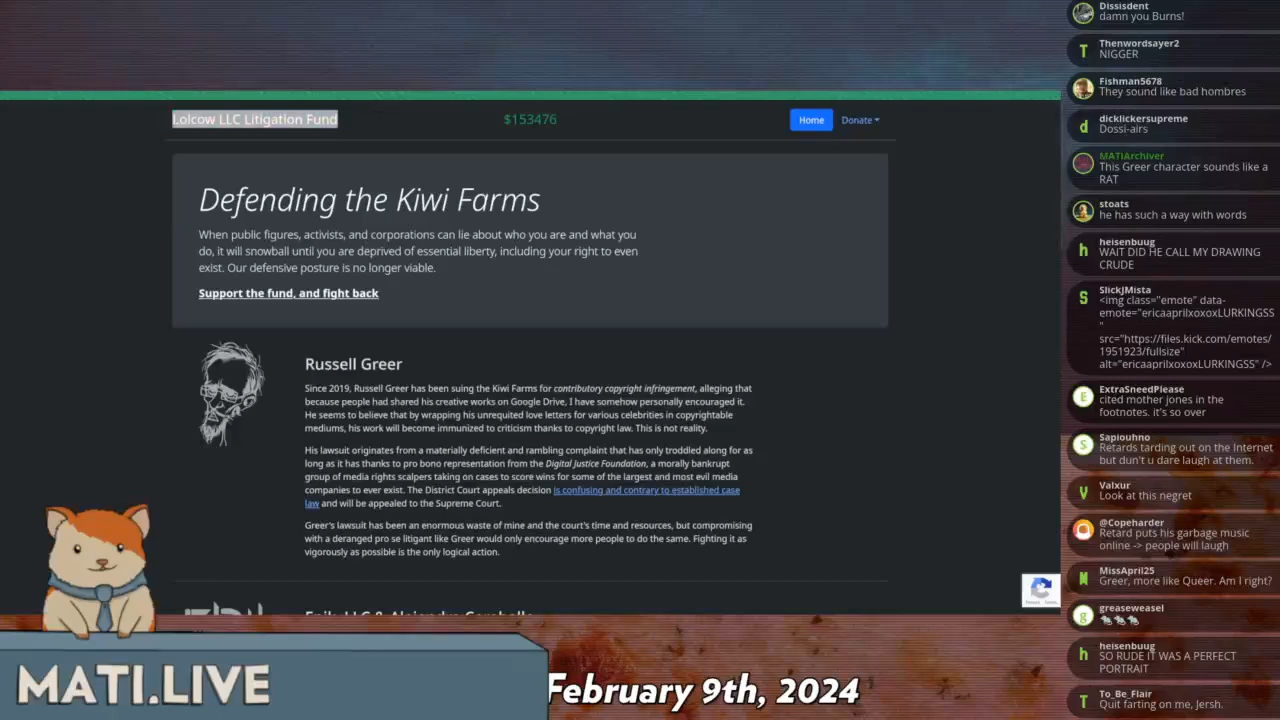 Lolcow LLC Litigation Fund
$153476
Home
Donate
Defending the Kiwi Farms
When public figures, activists, and corporations can lie about who you are and what you
do, it will snowball until you are deprived of essential liberty, including your right to even
exist. Our defensive posture is no longer viable.
Support the fund, and fight back
Russell Greer
Since 2019, Russell Greer has been suing the Kiwi Farms for contributory copyright infringement, alleging that
because people had shared his creative works on Google Drive, I have somehow personally encouraged it.
He seems to believe that by wrapping his unrequited love letters for various celebrities in copyrightable
mediums, his work will become immunized to criticism thanks to copyright law. This is not reality.
His lawsuit originates from a materially deficient and rambling complaint that has only troddled along for as
long as it has thanks to pro bono representation from the Digital Justice Foundation, a morally bankrupt
group of media rights scalpers taking on cases to score wins for some of the largest and most evil media
companies to ever exist. The District Court appeals decision is confusing and contrary to established case
law and will be appealed to the Supreme Court.
Greer's lawsuit has been an enormous waste of mine and the court's time and resources, but compromising
with a deranged pro se litigant like Greer would only encourage more people to do the same. Fighting it as
vigorously as possible is the only logical action.
MATI.LIVE
February 9th, 2024
Dissisdent
damn you Burns!
T
Thenwordsayer2
NIGGER
Fishman5678
They sound like bad hombres
d
dicklickersupreme
Dossi-airs
MATIArchiver
This Greer character sounds like a
RAT
stoats
he has such a way with words
h
heisenbuug
WAIT DID HE CALL MY DRAWING
CRUDE
S
SlickJMista
<img class="emote" data-
emote="ericaaprilxoxoxLURKINGSS
"
src="https://files.kick.com/emotes/
1951923/fullsize"
alt="ericaaprilxoxoxLURKINGSS" />
E
ExtraSneedPlease
cited mother jones in the
footnotes. it's so over
S
Sapiouhno
Retards tarding out on the Internet
but don't u dare laugh at them.
V
Valxur
Look at this negret
@Copeharder
Retard puts his garbage music
online -> people will laugh
M
MissApril25
Greer, more like Queer. Am I right?
g
greaseweasel
h
heisenbuug
SO RUDE IT WAS A PERFECT
PORTRAIT
T
To_Be_Flair
Quit farting on me, Jersh.